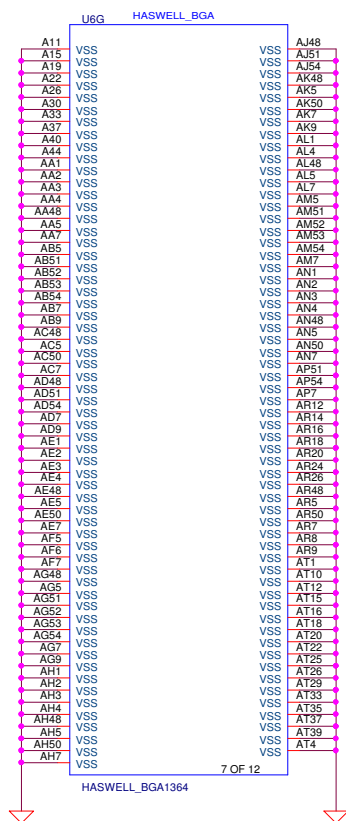 U6G HASWELL_BGA
A11 VSS VSS AJ48
A15 VSS VSS AJ51
A19 VSS VSS AJ54
A22 VSS VSS AK48
A26 VSS VSS AK5
A30 VSS VSS AK50
A33 VSS VSS AK7
A37 VSS VSS AK9
A40 VSS VSS AL1
A44 VSS VSS AL4
AA1 VSS VSS AL48
AA2 VSS VSS AL5
AA3 VSS VSS AL7
AA4 VSS VSS AM5
AA48 VSS VSS AM51
AA5 VSS VSS AM52
AA7 VSS VSS AM53
AB5 VSS VSS AM54
AB51 VSS VSS AM7
AB52 VSS VSS AN1
AB53 VSS VSS AN2
AB54 VSS VSS AN3
AB7 VSS VSS AN4
AB9 VSS VSS AN48
AC48 VSS VSS AN5
AC5 VSS VSS AN50
AC50 VSS VSS AN7
AC7 VSS VSS AP51
AD48 VSS VSS AP54
AD51 VSS VSS AP7
AD54 VSS VSS AR12
AD7 VSS VSS AR14
AD9 VSS VSS AR16
AE1 VSS VSS AR18
AE2 VSS VSS AR20
AE3 VSS VSS AR24
AE4 VSS VSS AR26
AE48 VSS VSS AR48
AE5 VSS VSS AR5
AE50 VSS VSS AR50
AE7 VSS VSS AR7
AF5 VSS VSS AR8
AF6 VSS VSS AR9
AF7 VSS VSS AT1
AG48 VSS VSS AT10
AG5 VSS VSS AT12
AG51 VSS VSS AT15
AG52 VSS VSS AT16
AG53 VSS VSS AT18
AG54 VSS VSS AT20
AG7 VSS VSS AT22
AG9 VSS VSS AT25
AH1 VSS VSS AT26
AH2 VSS VSS AT29
AH3 VSS VSS AT33
AH4 VSS VSS AT35
AH48 VSS VSS AT37
AH5 VSS VSS AT39
AH50 VSS VSS AT4
AH7 VSS
7 OF 12
HASWELL_BGA1364